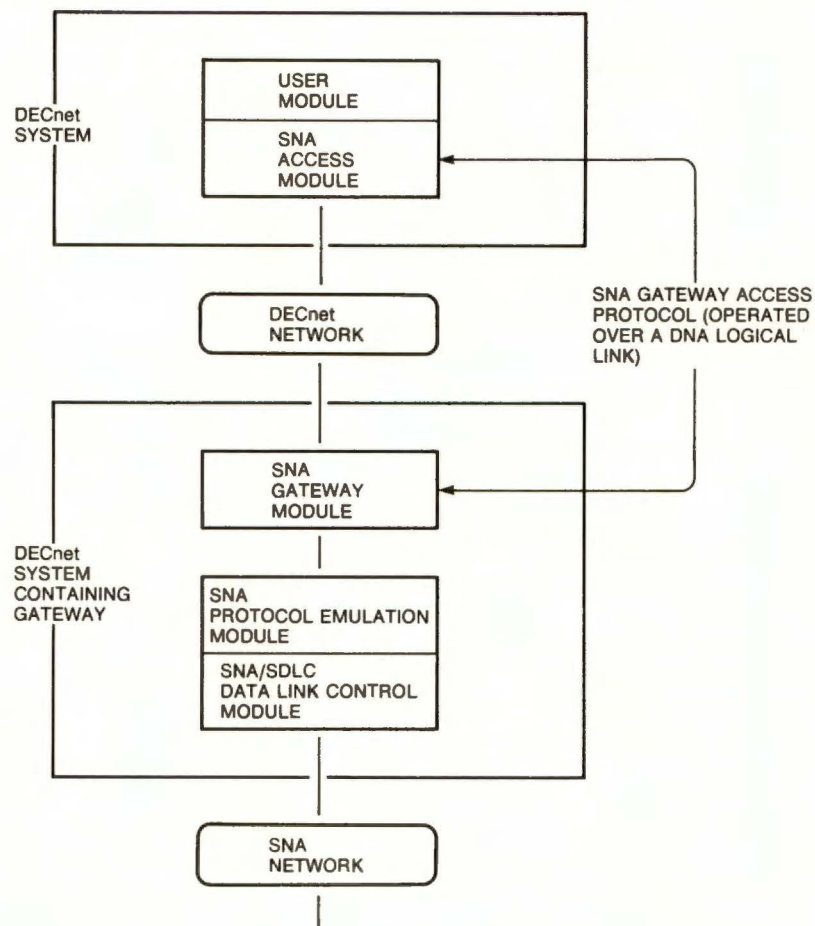 USER
MODULE
DECnet
SYSTEM
SNA
ACCESS
MODULE
DECnet
NETWORK
SNA GATEWAY ACCESS
PROTOCOL (OPERATED
OVER A DNA LOGICAL
LINK)
SNA
GATEWAY
MODULE
DECnet
SYSTEM
CONTAINING
GATEWAY
SNA
PROTOCOL EMULATION
MODULE
SNA/SDLC
DATA LINK CONTROL
MODULE
SNA
NETWORK